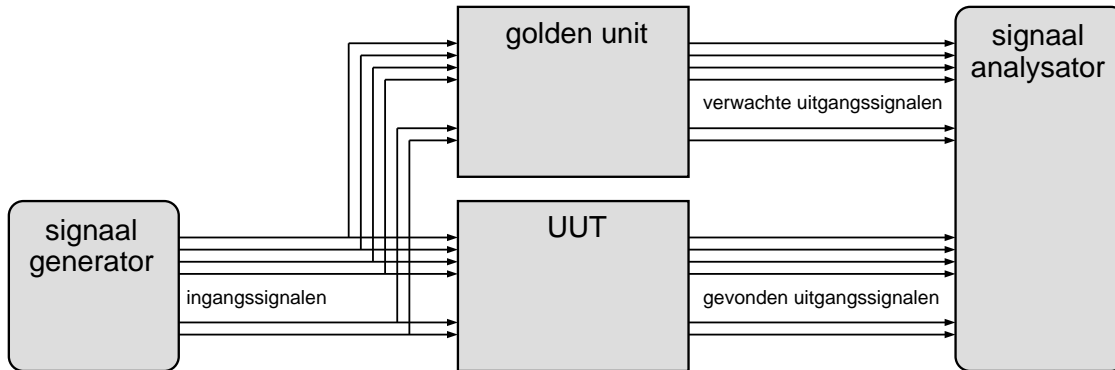 golden unit
signaal
analysator
verwachte uitgangssignalen
signaal
generator
UUT
ingangssignalen
gevonden uitgangssignalen